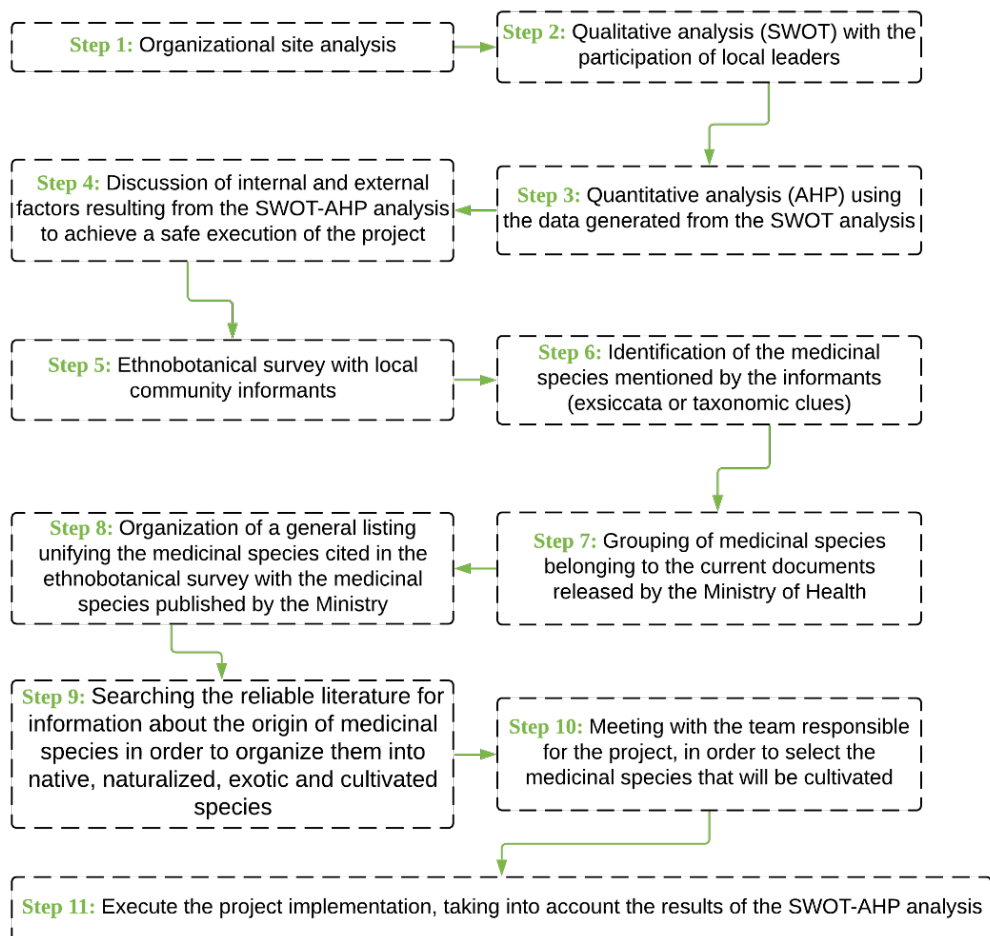 Step 1: Organizational site analysis
Step 2: Qualitative analysis (SWOT) with the
participation of local leaders
Step 3: Quantitative analysis (AHP) using
the data generated from the SWOT analysis
Step 4: Discussion of internal and external
factors resulting from the SWOT-AHP analysis
to achieve a safe execution of the project
Step 5: Ethnobotanical survey with local
community informants
Step 6: Identification of the medicinal
species mentioned by the informants
(exsiccata or taxonomic clues)
Step 7: Grouping of medicinal species
belonging to the current documents
released by the Ministry of Health
Step 8: Organization of a general listing
unifying the medicinal species cited in the
ethnobotanical survey with the medicinal
species published by the Ministry
Step 9: Searching the reliable literature for
information about the origin of medicinal
species in order to organize them into
native, naturalized, exotic and cultivated
species
Step 10: Meeting with the team responsible
for the project, in order to select the
medicinal species that will be cultivated
Step 11: Execute the project implementation, taking into account the results of the SWOT-AHP analysis